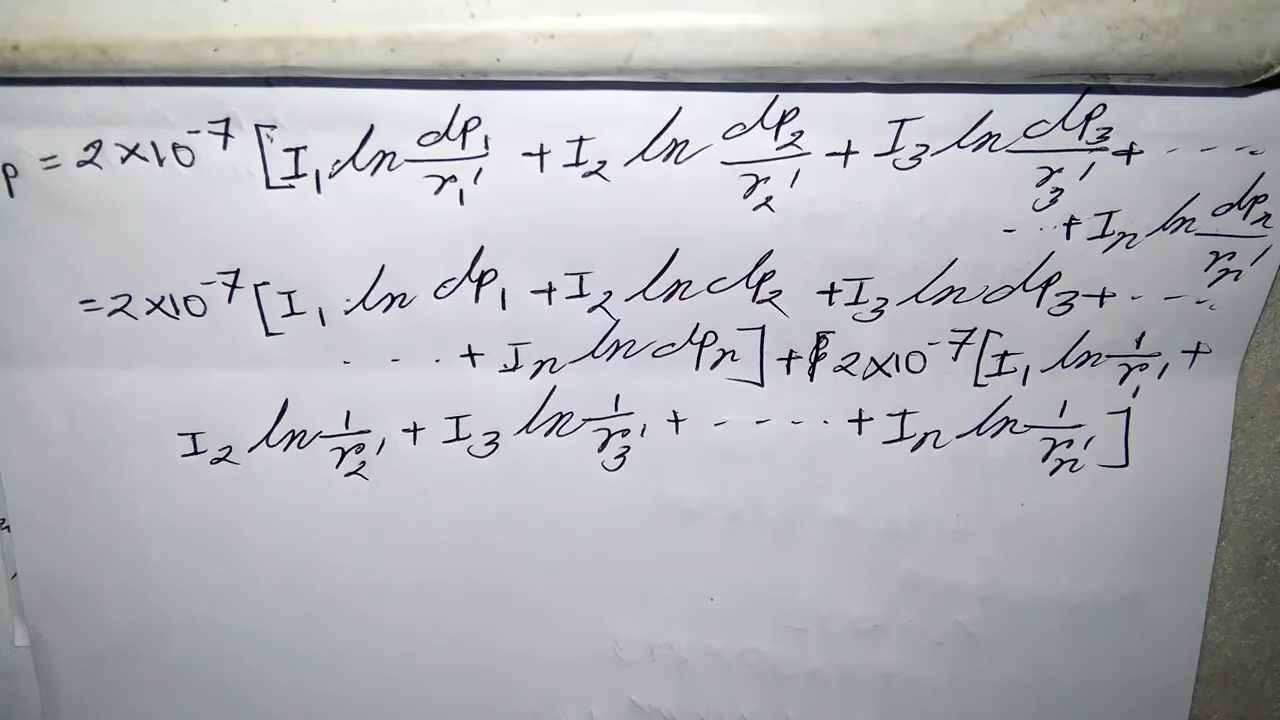 p = 2×10⁻⁷ [I₁ ln dp₁/r₁' + I₂ ln dp₂/r₂' + I₃ ln dp₃/r₃' + ....
... + Iₙ ln dpₙ/rₙ'
= 2×10⁻⁷ [I₁ ln dp₁ + I₂ ln dp₂ + I₃ ln dp₃ + ....
.... + Iₙ ln dpₙ] + 2×10⁻⁷ [I₁ ln 1/r₁' +
I₂ ln 1/r₂' + I₃ ln 1/r₃' + ..... + Iₙ ln 1/rₙ']